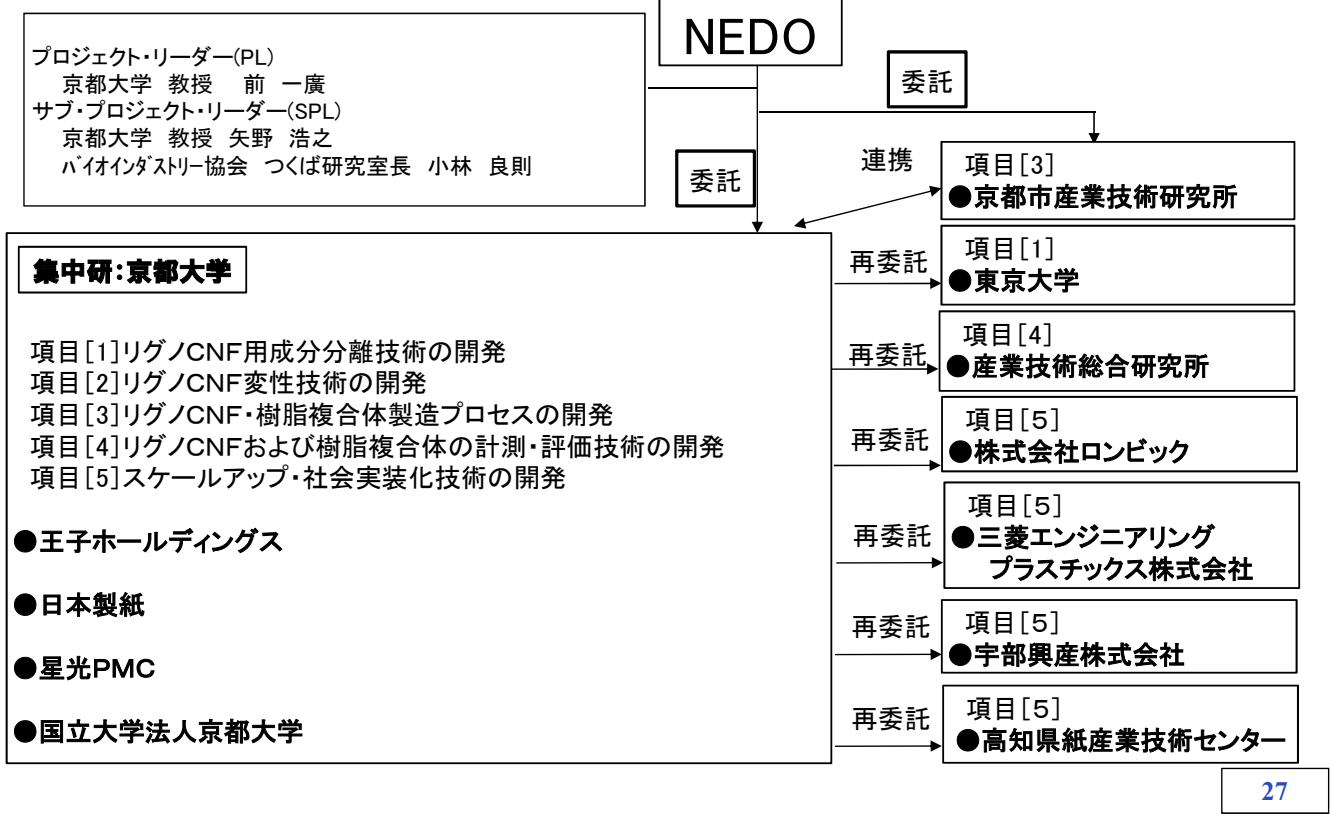 NEDO
プロジェクト・リーダー(PL)
京都大学 教授 前 一廣
サブ・プロジェクト・リーダー(SPL)
京都大学 教授 矢野 浩之
ﾊﾞｲｵｲﾝﾀﾞｽﾄﾘｰ協会 つくば研究室長 小林 良則
委託
委託
連携
項目[3]
●京都市産業技術研究所
集中研：京都大学
項目[1]リグノCNF用成分分離技術の開発
項目[2]リグノCNF変性技術の開発
項目[3]リグノCNF・樹脂複合体製造プロセスの開発
項目[4]リグノCNFおよび樹脂複合体の計測・評価技術の開発
項目[5]スケールアップ・社会実装化技術の開発
●王子ホールディングス
●日本製紙
●星光PMC
●国立大学法人京都大学
再委託
項目[1]
●東京大学
再委託
項目[4]
●産業技術総合研究所
再委託
項目[5]
●株式会社ロンビック
再委託
項目[5]
●三菱エンジニアリング
プラスチックス株式会社
再委託
項目[5]
●宇部興産株式会社
再委託
項目[5]
●高知県紙産業技術センター
27